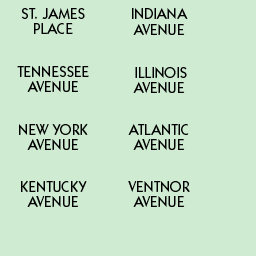 ST. JAMES
PLACE
TENNESSEE
AVENUE
NEW YORK
AVENUE
KENTUCKY
AVENUE
INDIANA
AVENUE
ILLINOIS
AVENUE
ATLANTIC
AVENUE
VENTNOR
AVENUE